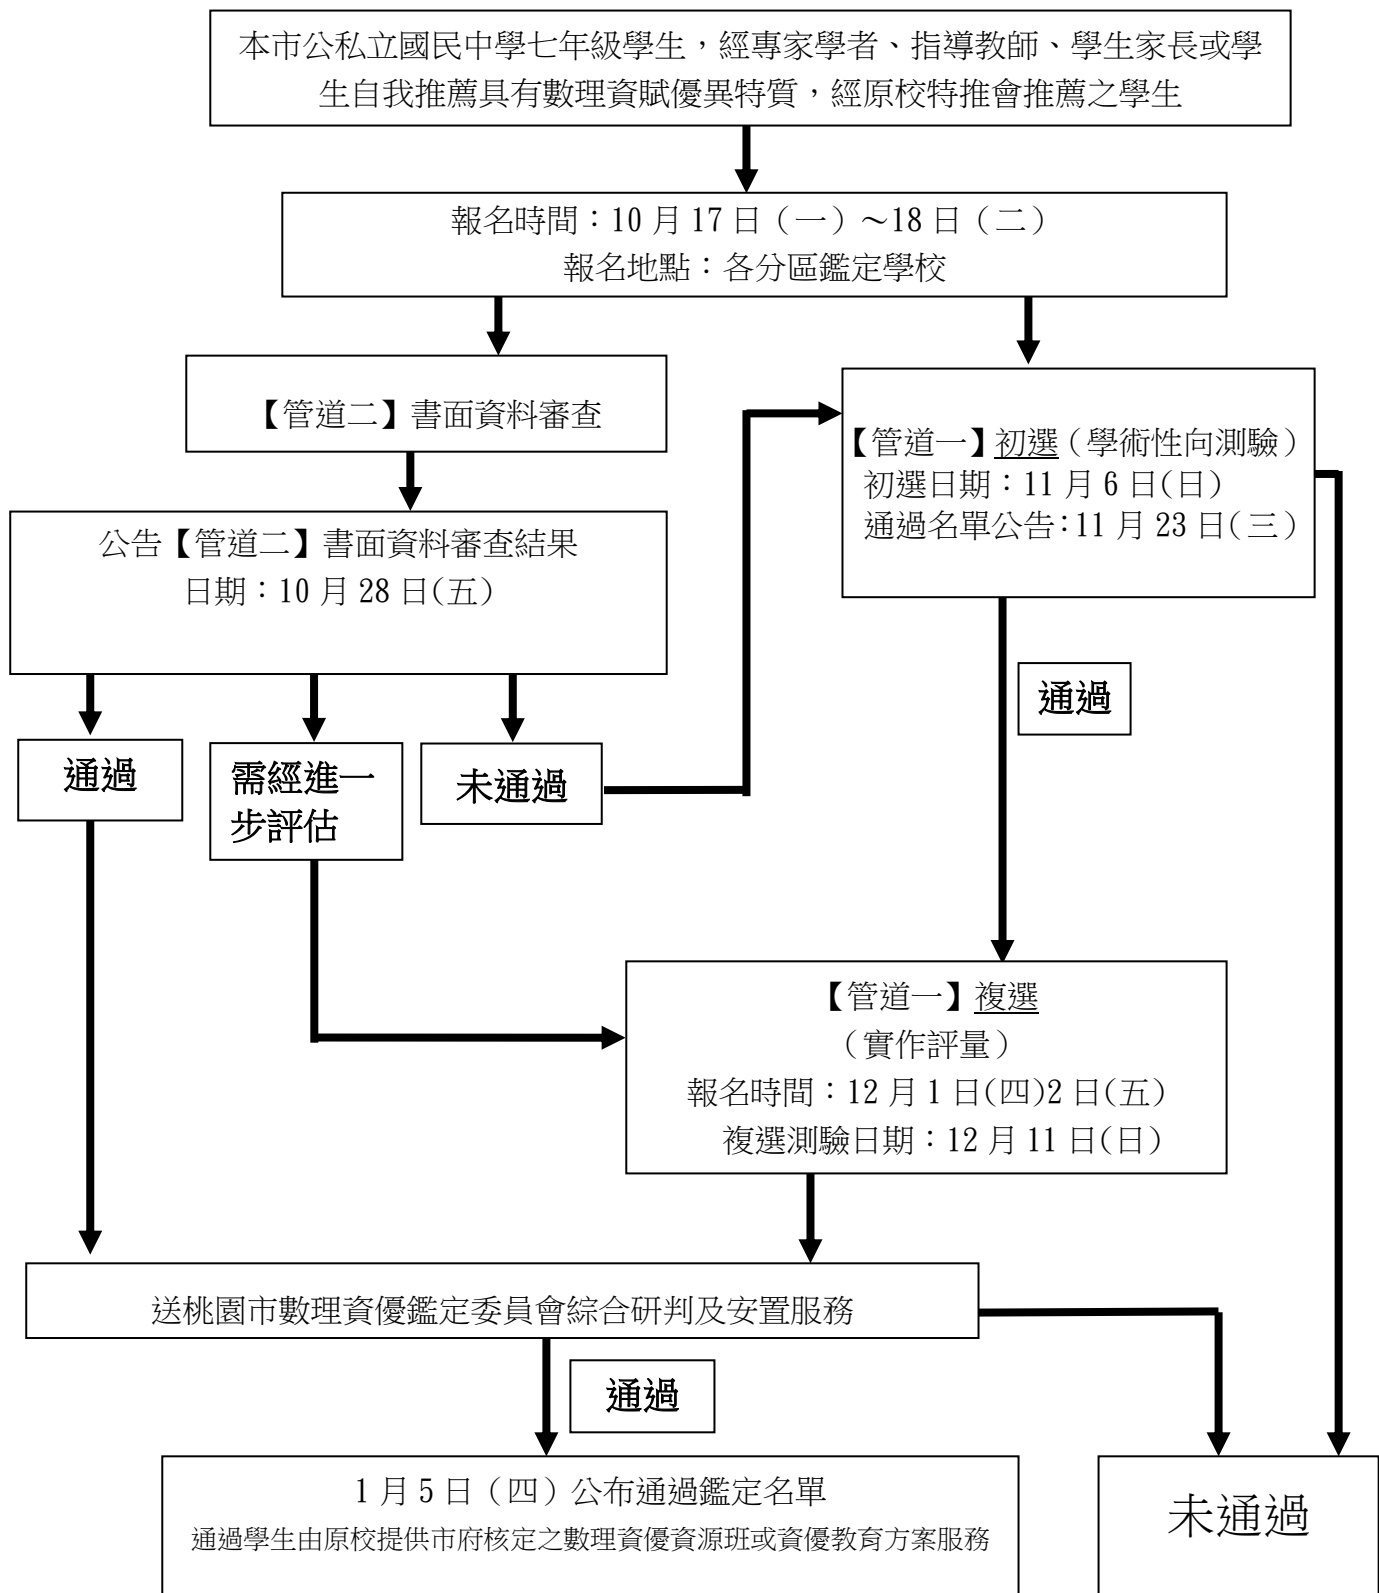 本市公私立國民中學七年級學生，經專家學者、指導教師、學生家長或學
生自我推薦具有數理資賦優異特質，經原校特推會推薦之學生
報名時間：10 月 17 日（一）～18 日（二）
報名地點：各分區鑑定學校
【管道二】書面資料審查
【管道一】初選（學術性向測驗）
初選日期：11 月 6 日(日)
通過名單公告：11 月 23 日(三)
公告【管道二】書面資料審查結果
日期：10 月 28 日(五)
通過
通過
需經進一
步評估
未通過
【管道一】複選
（實作評量）
報名時間：12 月 1 日(四)2 日(五)
複選測驗日期：12 月 11 日(日)
送桃園市數理資優鑑定委員會綜合研判及安置服務
通過
1 月 5 日（四）公布通過鑑定名單
通過學生由原校提供市府核定之數理資優資源班或資優教育方案服務
未通過